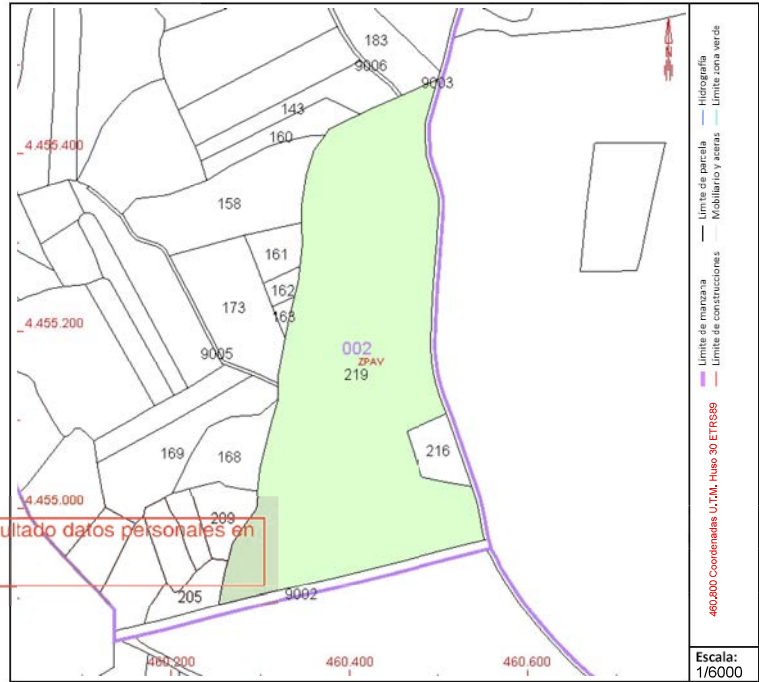 183
9006
9003
143
160
4.455.400
158
161
162
173
163
4.455.200
002
ZPAV
9005
219
216
169
168
4.455.000
209
ultado datos personales en
205
9002
460.200
460.400
460.600
N
Límite de manzana
Límite de parcela
Hidrografía
Límite de construcciones
Mobiliario y aceras
Límite zona verde
460,800 Coordenadas U.T.M. Huso 30 ETRS89
Escala:
1/6000